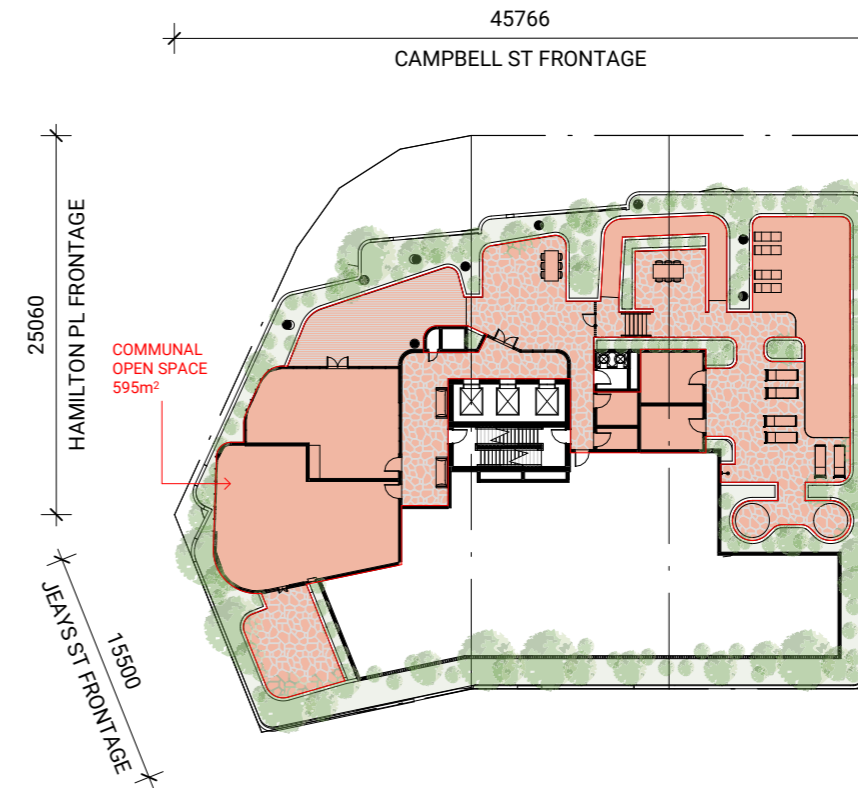 45766
CAMPBELL ST FRONTAGE
HAMILTON PL FRONTAGE
25060
COMMUNAL
OPEN SPACE
595m²
15500
JEAYS ST FRONTAGE